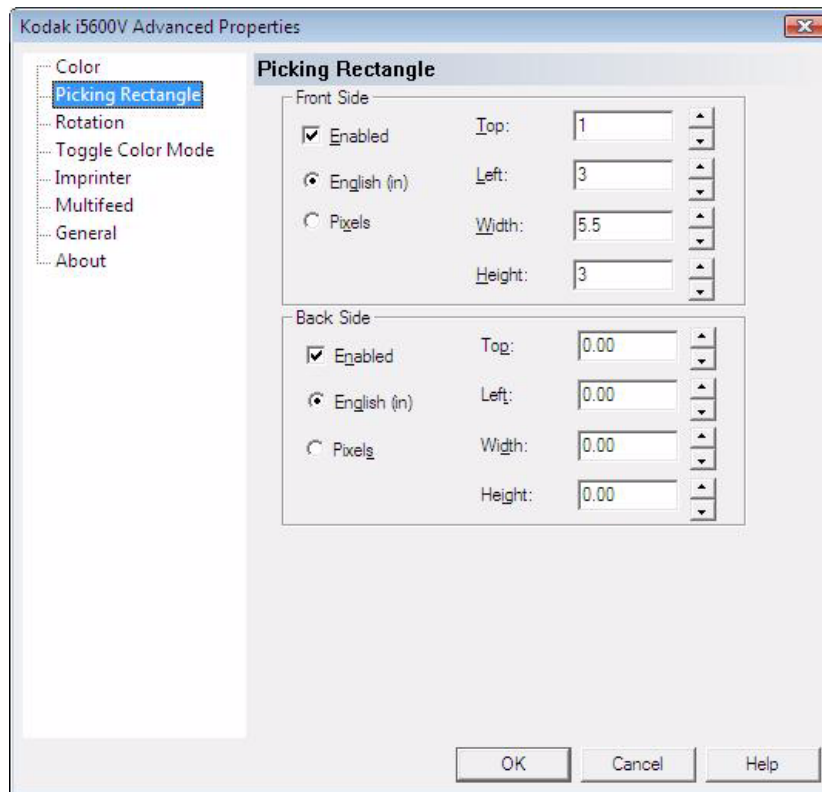 Kodak i5600V Advanced Properties
Color
Picking Rectangle
Rotation
Toggle Color Mode
Imprinter
Multifeed
General
About
Picking Rectangle
Front Side
Enabled
English (in)
Pixels
Top: 1
Left: 3
Width: 5.5
Height: 3
Back Side
Enabled
English (in)
Pixels
Top: 0.00
Left: 0.00
Width: 0.00
Height: 0.00
OK Cancel Help